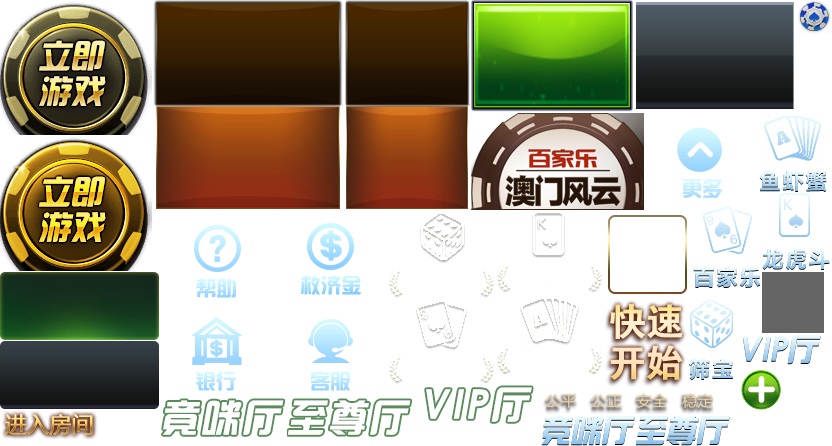 立即
游戏
百家乐
澳门风云
更多
鱼虾蟹
立即
游戏
帮助
救济金
百家乐
龙虎斗
快速
开始
银行
客服
筛宝
VIP厅
进入房间
竞咪厅
至尊厅
VIP厅
公平 公正 安全 稳定
竞咪厅
至尊厅